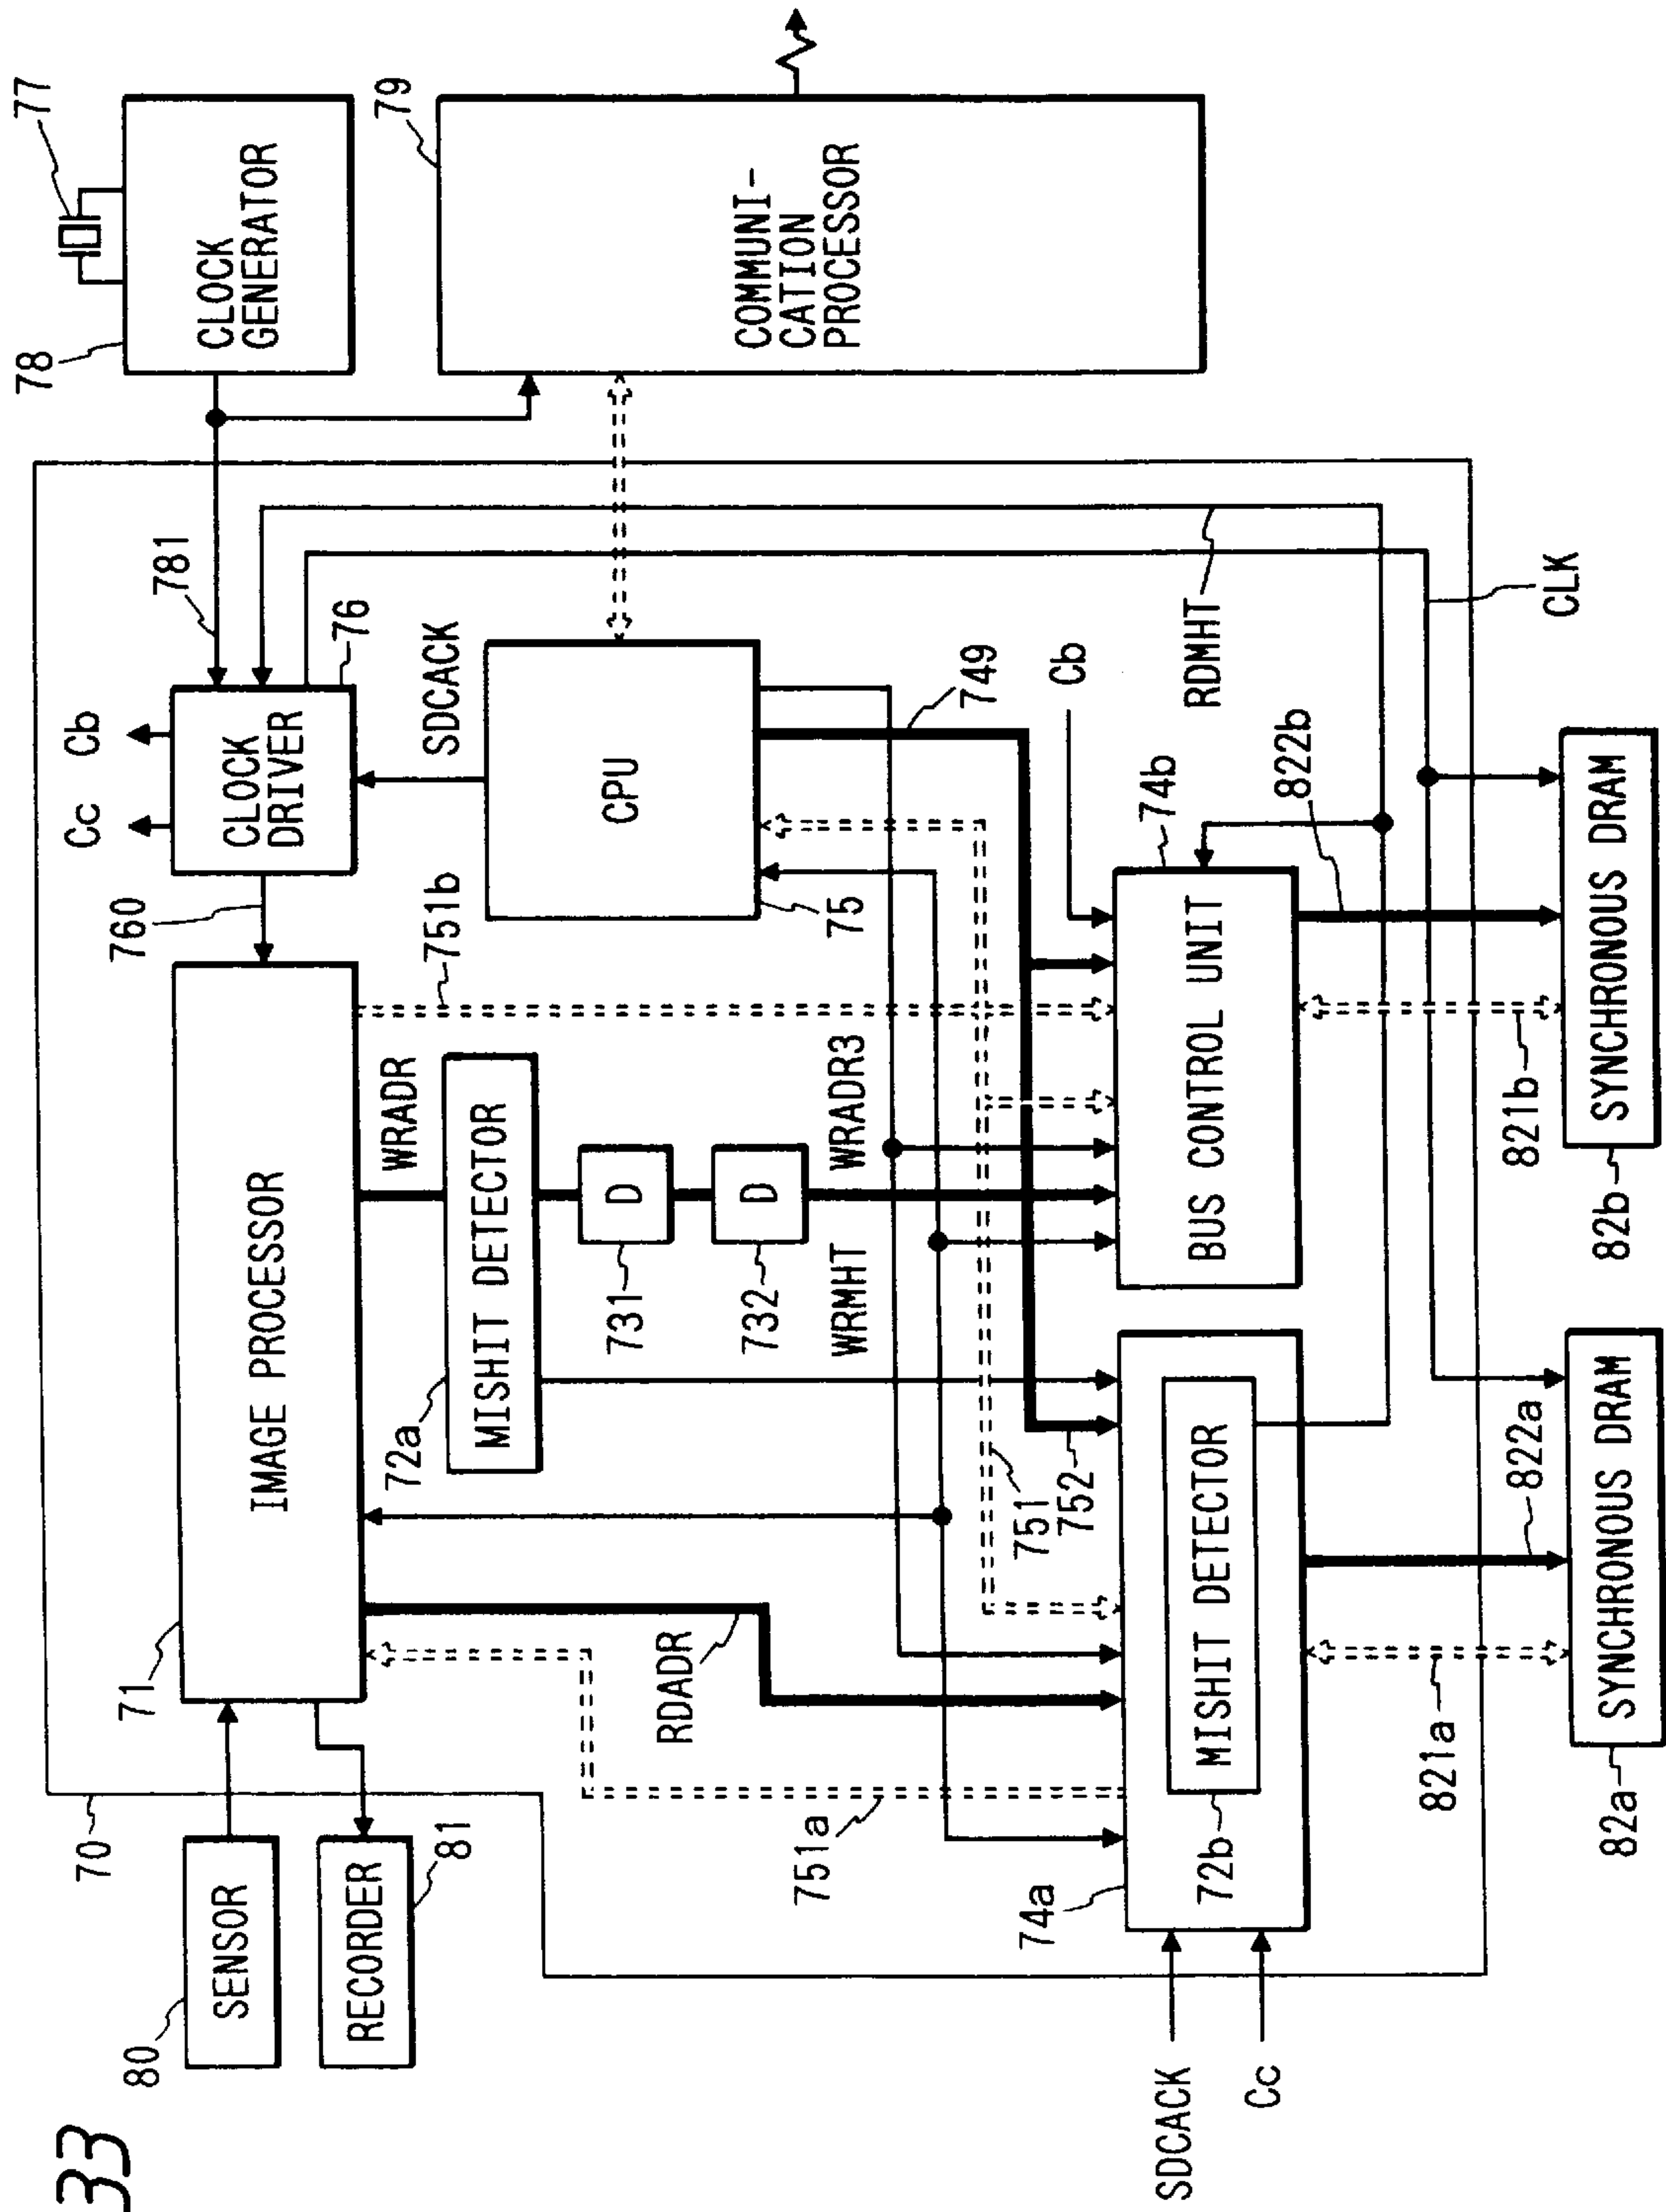 33
80
SENSOR
RECORDER
81
70
71
IMAGE PROCESSOR
760
Cc
Cb
CLOCK
DRIVER
76
781
78
CLOCK
GENERATOR
77
79
COMMUNI-
CATION
PROCESSOR
SDCACK
CPU
75
749
751b
WRADR
72a
MISHIT DETECTOR
731
D
732
D
WRADR3
WRMHT
RDADR
751a
751
752
Cb
RDMHT
CLK
SDCACK
Cc
74a
72b
MISHIT DETECTOR
74b
BUS CONTROL UNIT
821a
822a
821b
822b
82a
SYNCHRONOUS DRAM
82b
SYNCHRONOUS DRAM